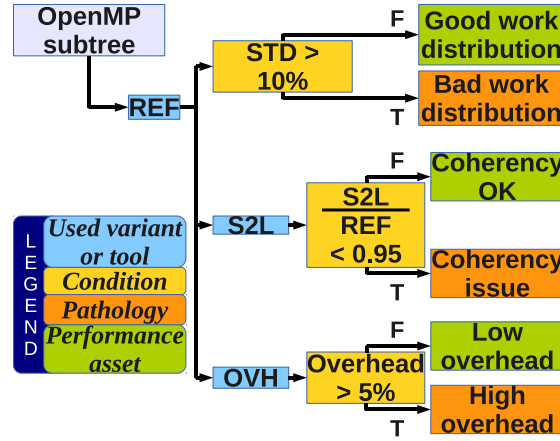 OpenMP
subtree
REF
STD >
10%
F
Good work
distribution
Bad work
distribution
T
S2L
S2L
REF
< 0.95
F
Coherency
OK
Coherency
issue
T
OVH
Overhead
> 5%
F
Low
overhead
High
overhead
T
LEGEND
Used variant
or tool
Condition
Pathology
Performance
asset